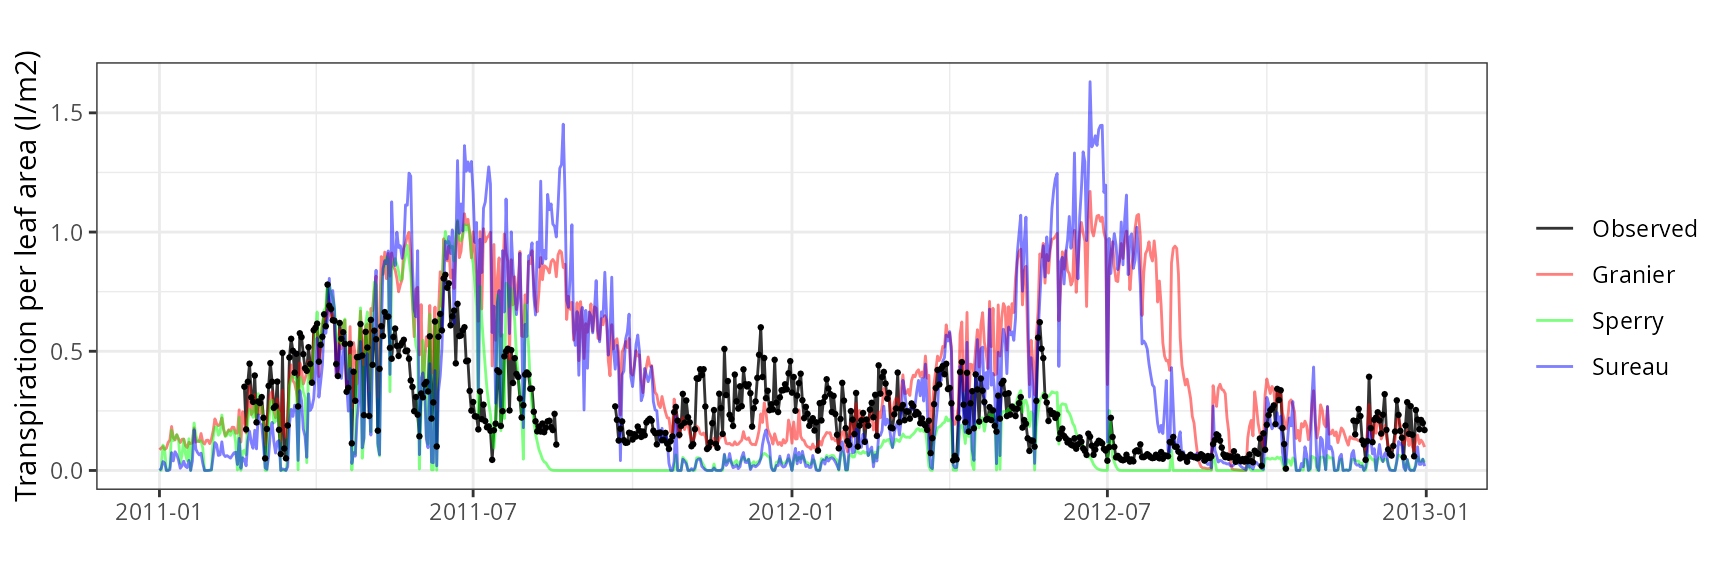 Transpiration per leaf area (l/m2)
1.5
1.0
0.5
0.0
2011-01
2011-07
2012-01
2012-07
2013-01
Observed
Granier
Sperry
Sureau